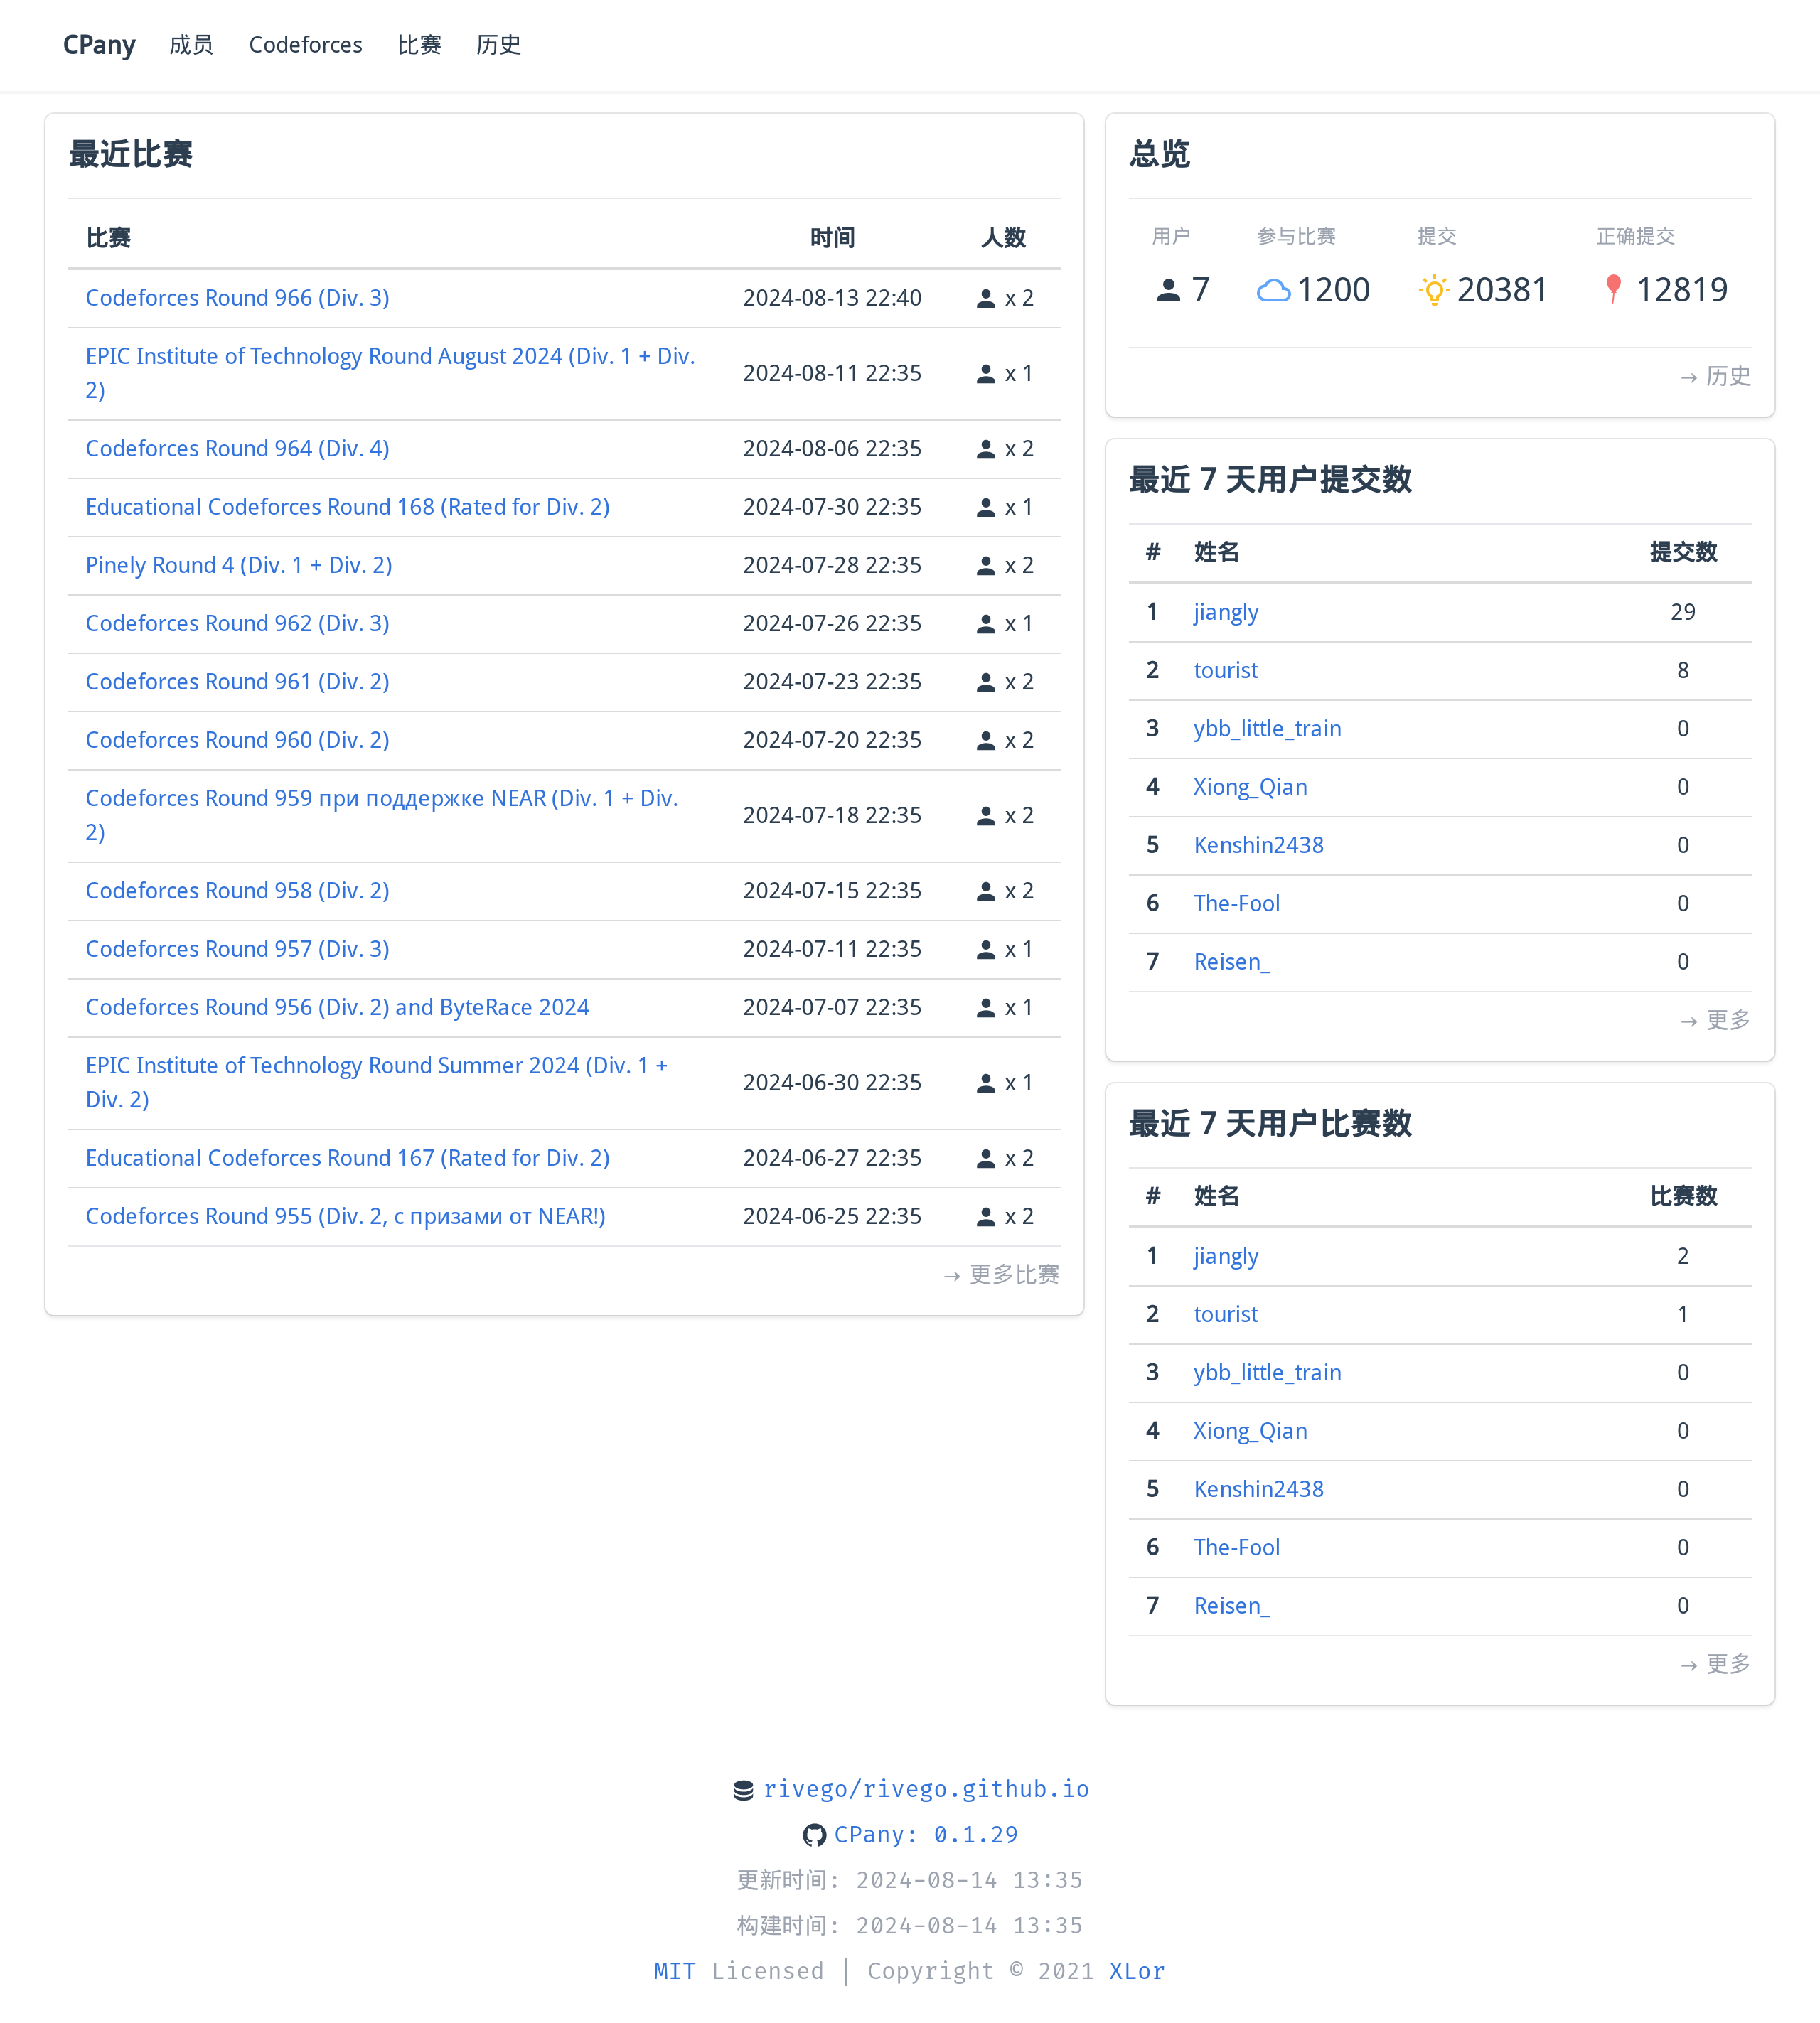 CPany 成员 Codeforces 比赛 历史
最近比赛
比赛 时间 人数
Codeforces Round 966 (Div. 3) 2024-08-13 22:40 x 2
EPIC Institute of Technology Round August 2024 (Div. 1 + Div.
2) 2024-08-11 22:35 x 1
Codeforces Round 964 (Div. 4) 2024-08-06 22:35 x 2
Educational Codeforces Round 168 (Rated for Div. 2) 2024-07-30 22:35 x 1
Pinely Round 4 (Div. 1 + Div. 2) 2024-07-28 22:35 x 2
Codeforces Round 962 (Div. 3) 2024-07-26 22:35 x 1
Codeforces Round 961 (Div. 2) 2024-07-23 22:35 x 2
Codeforces Round 960 (Div. 2) 2024-07-20 22:35 x 2
Codeforces Round 959 при поддержке NEAR (Div. 1 + Div.
2) 2024-07-18 22:35 x 2
Codeforces Round 958 (Div. 2) 2024-07-15 22:35 x 2
Codeforces Round 957 (Div. 3) 2024-07-11 22:35 x 1
Codeforces Round 956 (Div. 2) and ByteRace 2024 2024-07-07 22:35 x 1
EPIC Institute of Technology Round Summer 2024 (Div. 1 +
Div. 2) 2024-06-30 22:35 x 1
Educational Codeforces Round 167 (Rated for Div. 2) 2024-06-27 22:35 x 2
Codeforces Round 955 (Div. 2, с призами от NEAR!) 2024-06-25 22:35 x 2
→ 更多比赛
总览
用户 参与比赛 提交 正确提交
7 1200 20381 12819
→ 历史
最近 7 天用户提交数
# 姓名 提交数
1 jiangly 29
2 tourist 8
3 ybb_little_train 0
4 Xiong_Qian 0
5 Kenshin2438 0
6 The-Fool 0
7 Reisen_ 0
→ 更多
最近 7 天用户比赛数
# 姓名 比赛数
1 jiangly 2
2 tourist 1
3 ybb_little_train 0
4 Xiong_Qian 0
5 Kenshin2438 0
6 The-Fool 0
7 Reisen_ 0
→ 更多
rivego/rivego.github.io
CPany: 0.1.29
更新时间: 2024-08-14 13:35
构建时间: 2024-08-14 13:35
MIT Licensed | Copyright © 2021 XLor